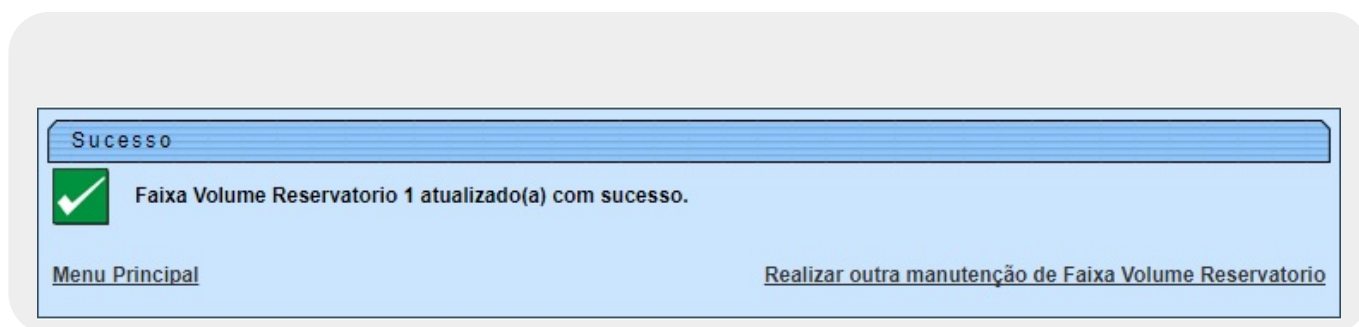 Sucesso
Faixa Volume Reservatorio 1 atualizado(a) com sucesso.
Menu Principal
Realizar outra manutenção de Faixa Volume Reservatorio